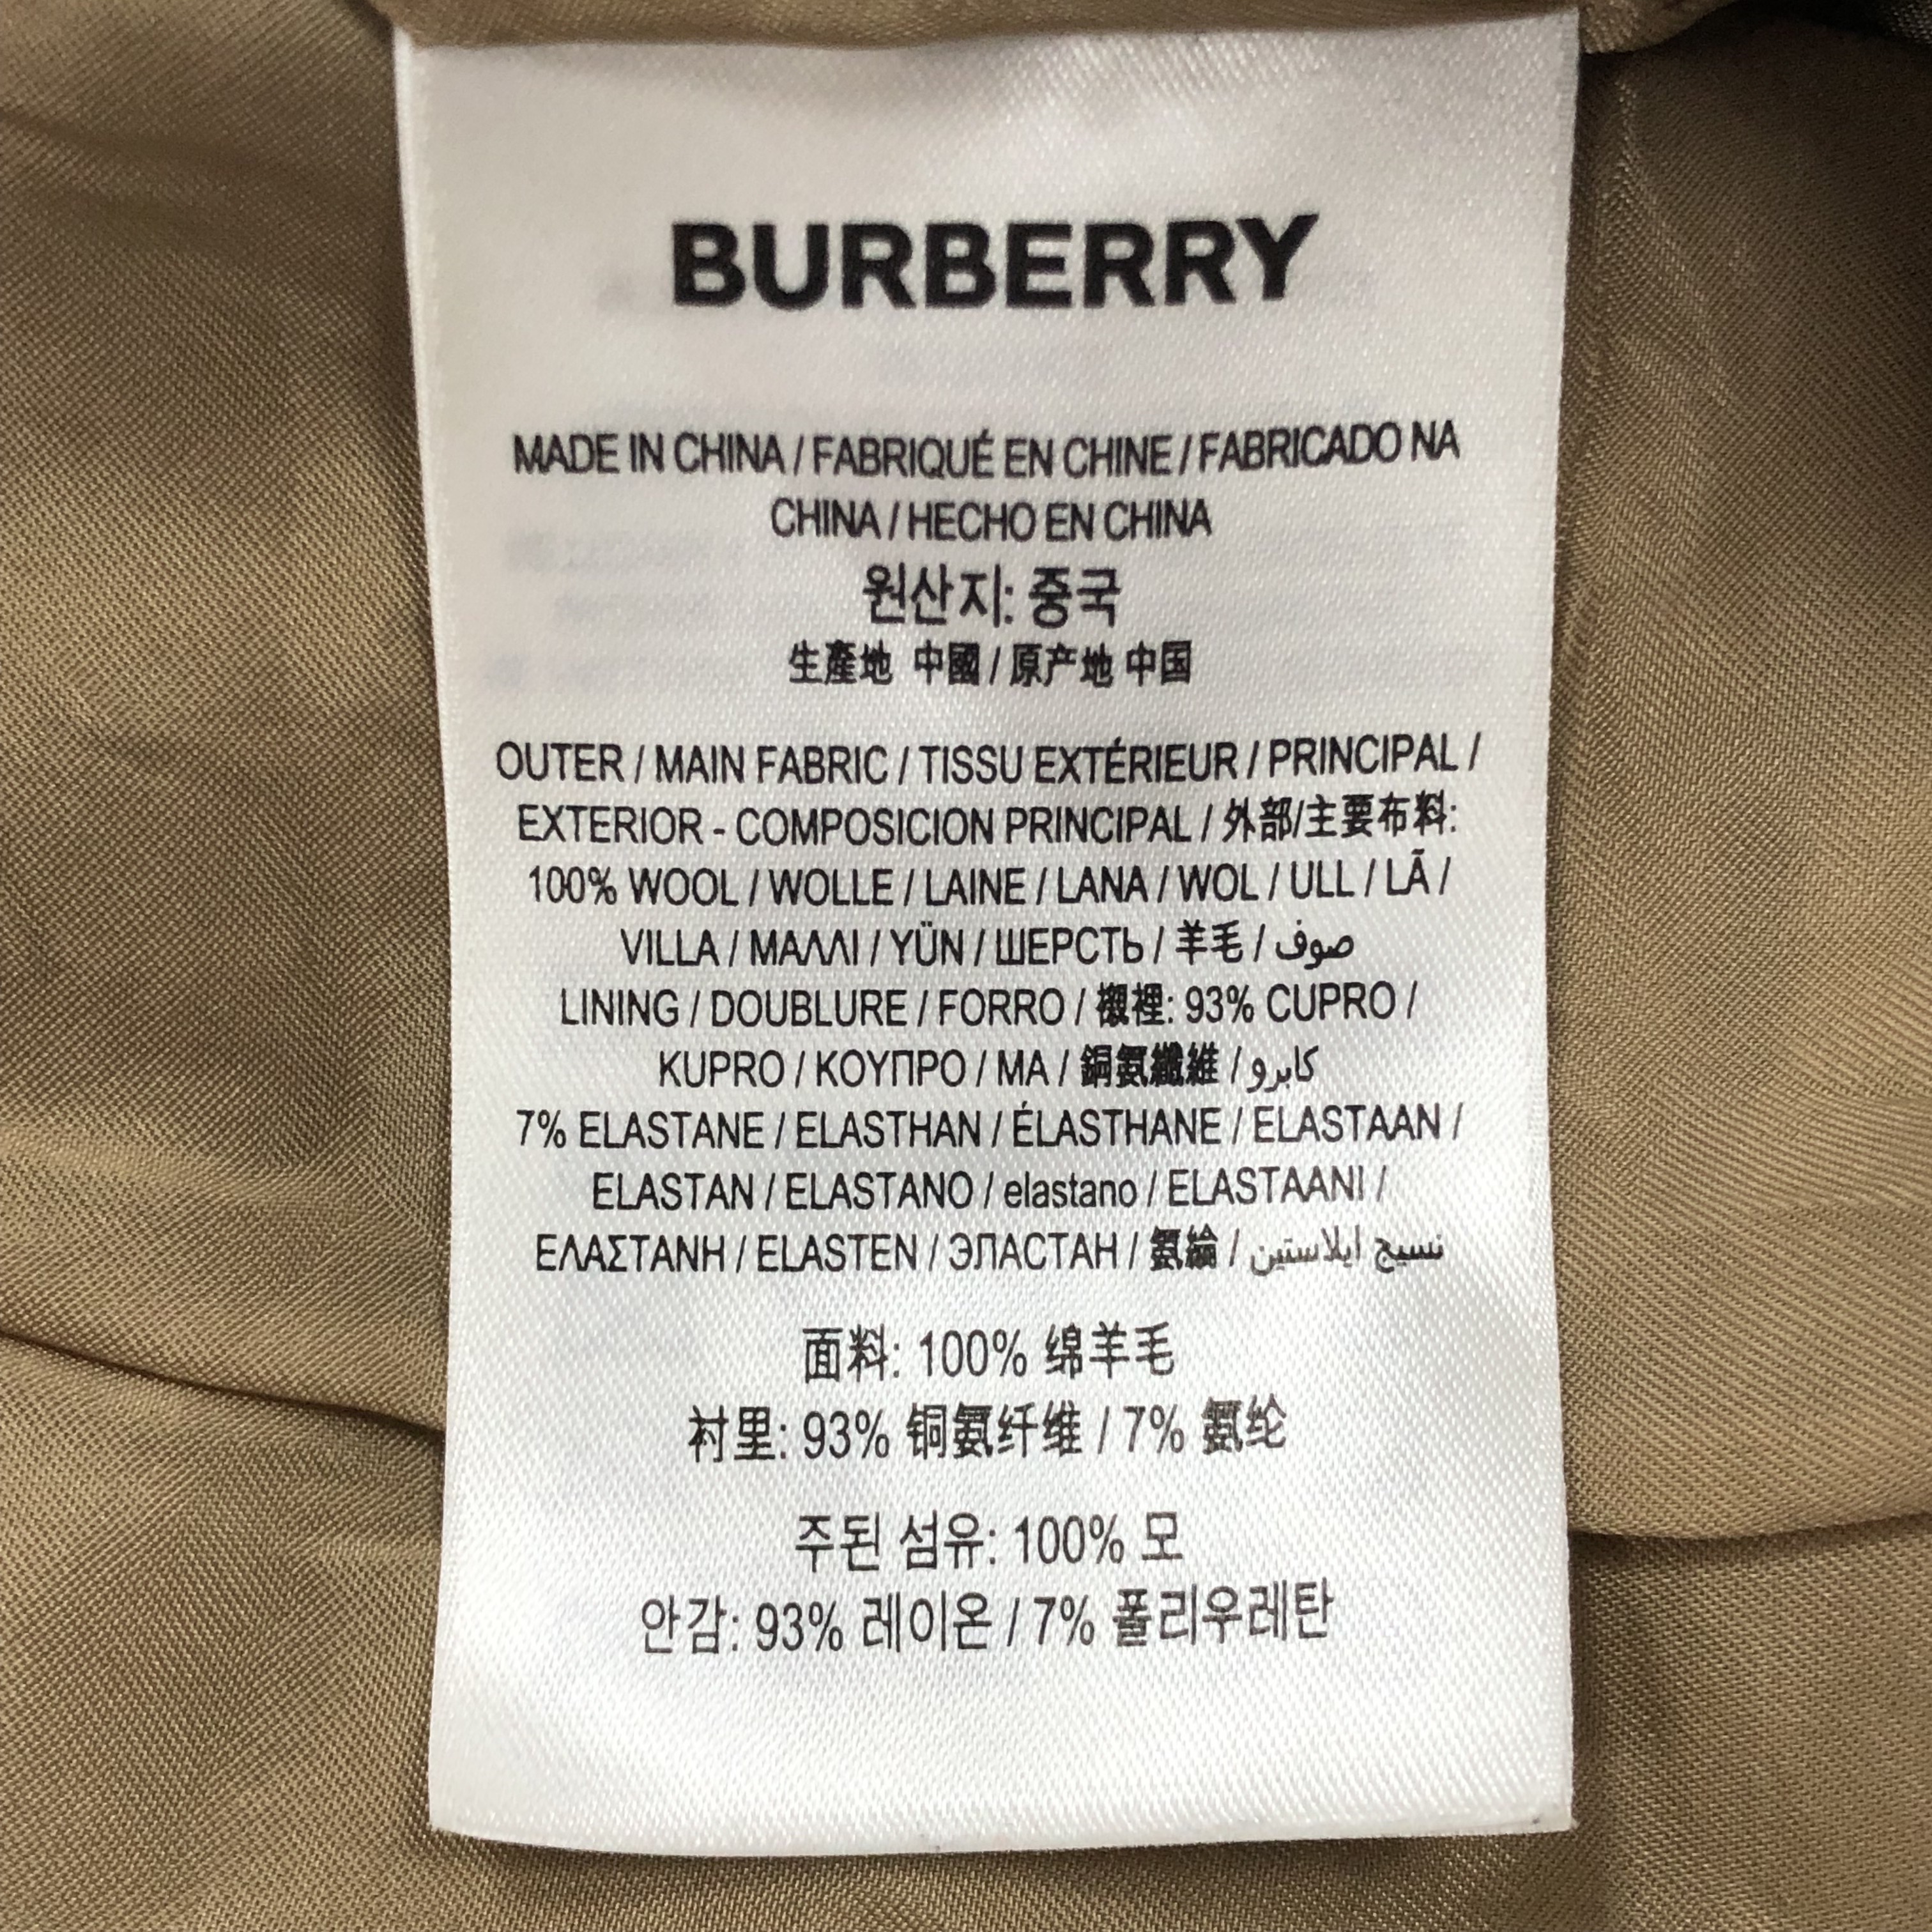 BURBERRY
MADE IN CHINA / FABRIQUÉ EN CHINE / FABRICADO NA
CHINA / HECHO EN CHINA
원산지: 중국
生產地 中國 / 原产地 中国
OUTER / MAIN FABRIC / TISSU EXTÉRIEUR / PRINCIPAL /
EXTERIOR - COMPOSICION PRINCIPAL / 外部/主要布料:
100% WOOL / WOLLE / LAINE / LANA / WOL / ULL / LÃ /
VILLA / ΜΑΛΛΙ / YÜN / ШЕРСТЬ / 羊毛 / صوف
LINING / DOUBLURE / FORRO / 襯裡: 93% CUPRO /
KUPRO / ΚΟΥΠΡΟ / MA / 銅氨纖維 / كابرو
7% ELASTANE / ELASTHAN / ÉLASTHANE / ELASTAAN /
ELASTAN / ELASTANO / elastano / ELASTAANI /
ΕΛΑΣΤΑΝΗ / ELASTEN / ЭЛАСТАН / 氨綸 / نسيج ايلاستين
面料: 100% 绵羊毛
衬里: 93% 铜氨纤维 / 7% 氨纶
주된 섬유: 100% 모
안감: 93% 레이온 / 7% 폴리우레탄